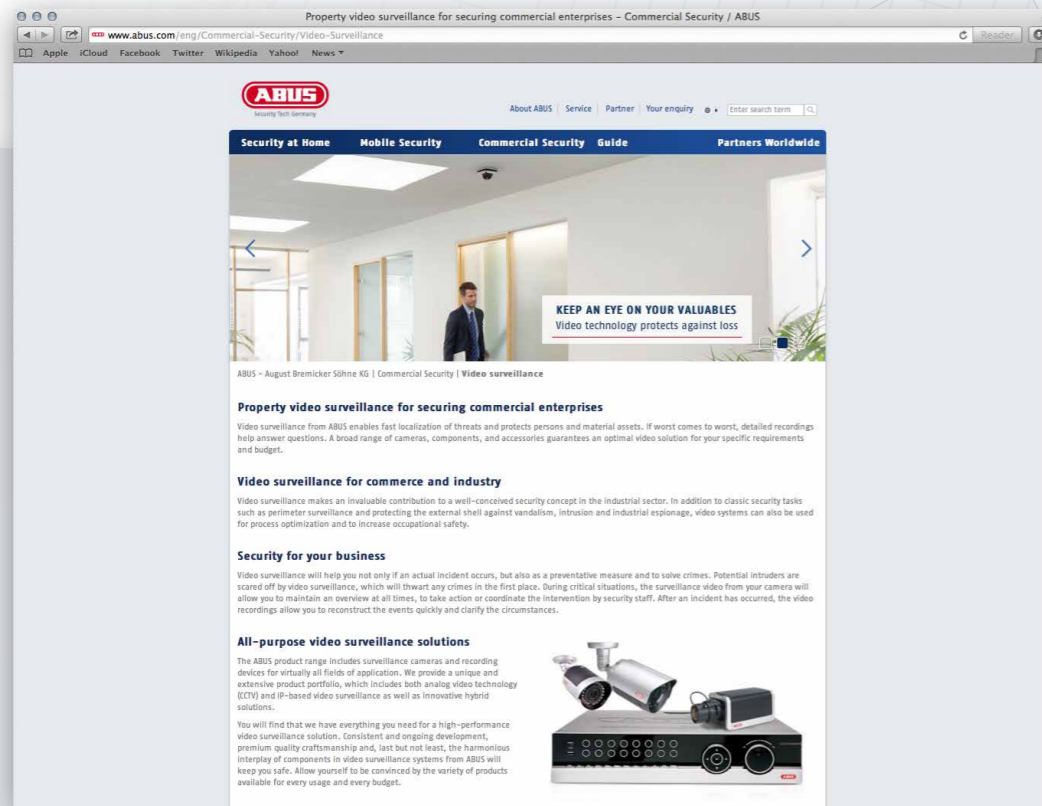 Property video surveillance for securing commercial enterprises – Commercial Security / ABUS
www.abus.com/eng/Commercial-Security/Video-Surveillance
Reader
Apple iCloud Facebook Twitter Wikipedia Yahoo! News
ABUS
Security Tech Germany
About ABUS | Service | Partner | Your enquiry
Enter search term
Security at Home Mobile Security Commercial Security Guide Partners Worldwide
KEEP AN EYE ON YOUR VALUABLES
Video technology protects against loss
ABUS - August Bremicker Söhne KG | Commercial Security | Video surveillance
Property video surveillance for securing commercial enterprises
Video surveillance from ABUS enables fast localization of threats and protects persons and material assets. If worst comes to worst, detailed recordings
help answer questions. A broad range of cameras, components, and accessories guarantees an optimal video solution for your specific requirements
and budget.
Video surveillance for commerce and industry
Video surveillance makes an invaluable contribution to a well-conceived security concept in the industrial sector. In addition to classic security tasks
such as perimeter surveillance and protecting the external shell against vandalism, intrusion and industrial espionage, video systems can also be used
for process optimization and to increase occupational safety.
Security for your business
Video surveillance will help you not only if an actual incident occurs, but also as a preventative measure and to solve crimes. Potential intruders are
scared off by video surveillance, which will thwart any crimes in the first place. During critical situations, the surveillance video from your camera will
allow you to maintain an overview at all times, to take action or coordinate the intervention by security staff. After an incident has occurred, the video
recordings allow you to reconstruct the events quickly and clarify the circumstances.
All-purpose video surveillance solutions
The ABUS product range includes surveillance cameras and recording
devices for virtually all fields of application. We provide a unique and
extensive product portfolio, which includes both analog video technology
(CCTV) and IP-based video surveillance as well as innovative hybrid
solutions.
You will find that we have everything you need for a high-performance
video surveillance solution. Consistent and ongoing development,
premium quality craftsmanship and, last but not least, the harmonious
interplay of components in video surveillance systems from ABUS will
keep you safe. Allow yourself to be convinced by the variety of products
available for every usage and every budget.
ABUS